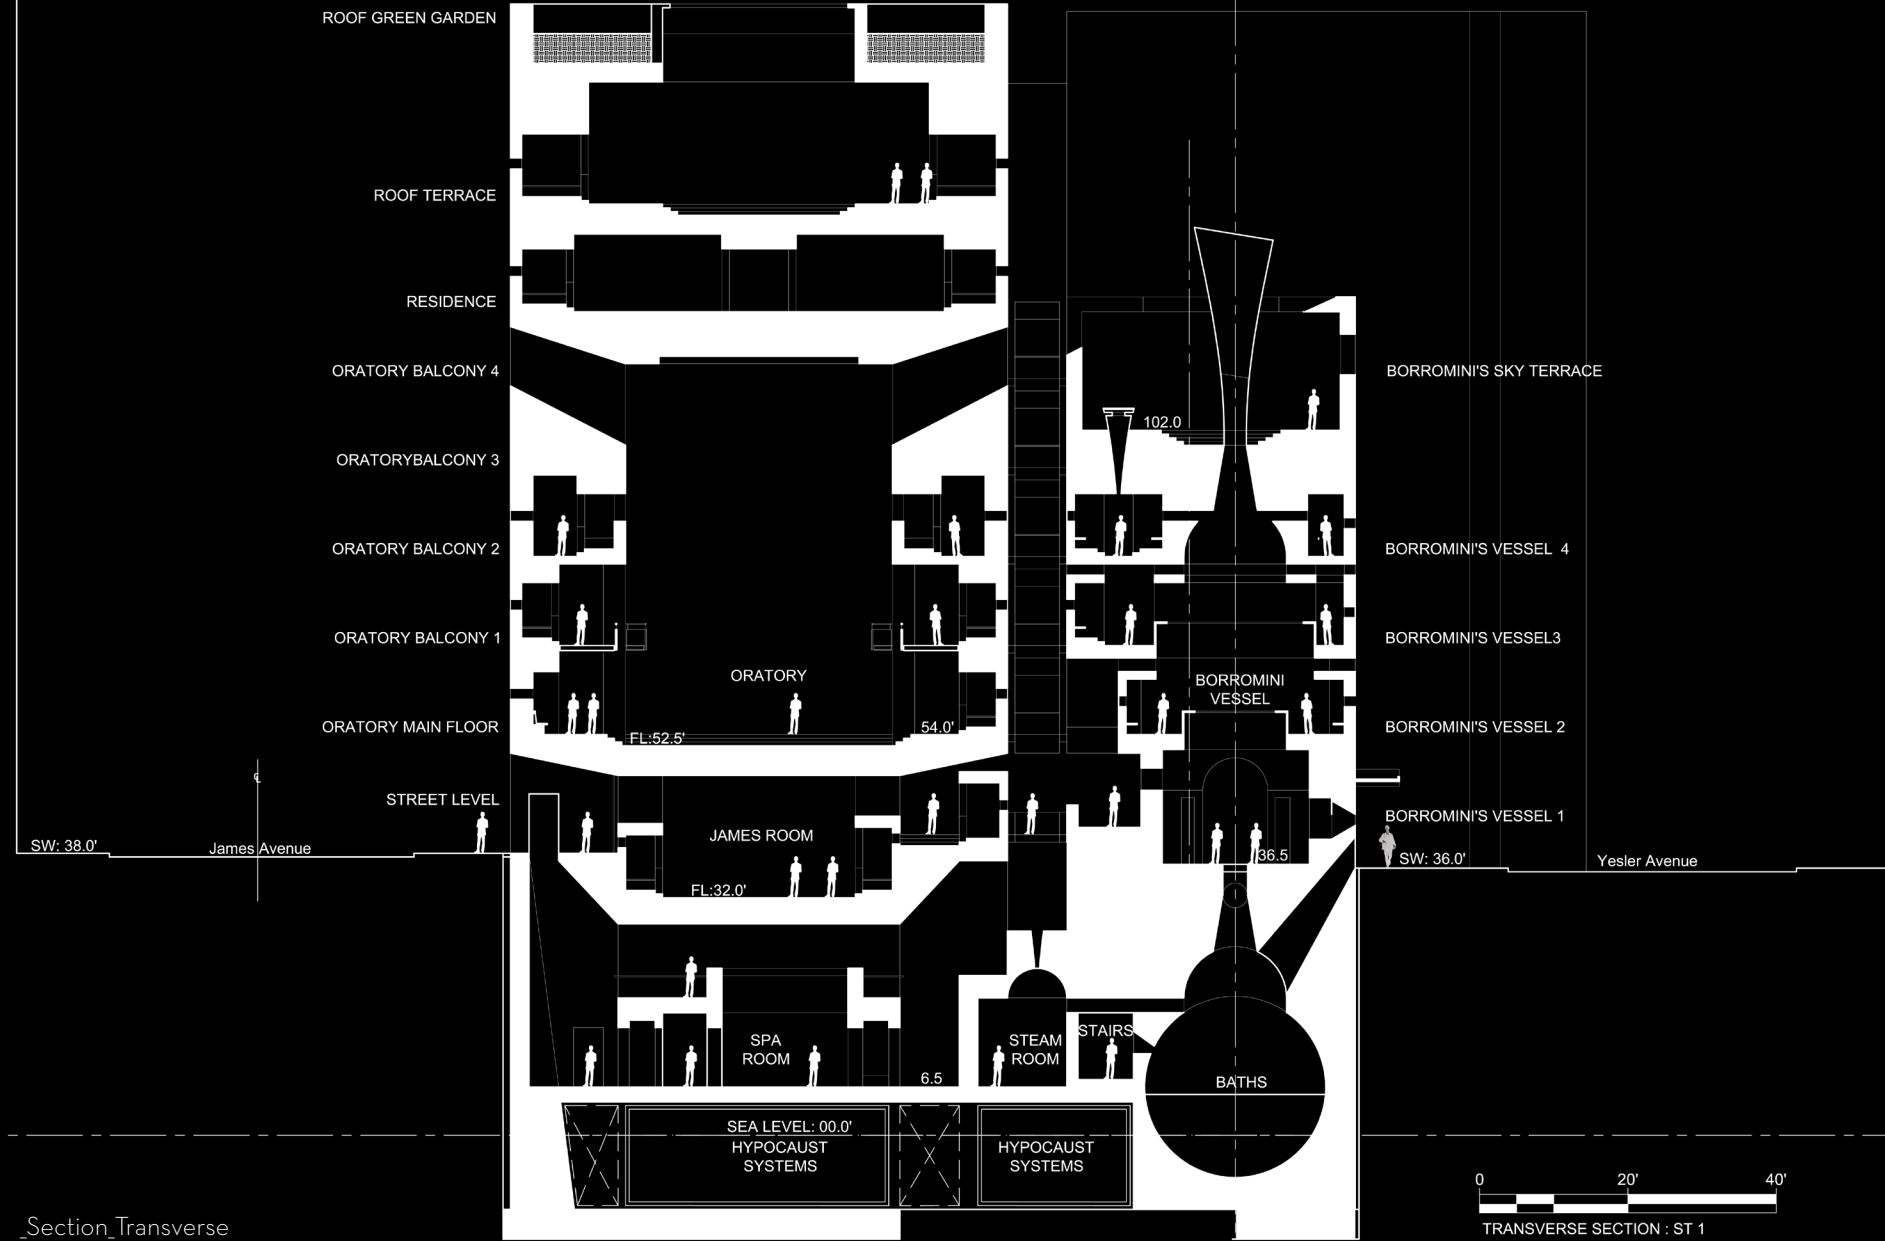 ROOF GREEN GARDEN
ROOF TERRACE
RESIDENCE
ORATORY BALCONY 4
BORROMINI'S SKY TERRACE
102.0
ORATORYBALCONY 3
ORATORY BALCONY 2
BORROMINI'S VESSEL 4
ORATORY BALCONY 1
BORROMINI'S VESSEL3
ORATORY
BORROMINI
VESSEL
ORATORY MAIN FLOOR
FL:52.5'
54.0'
BORROMINI'S VESSEL 2
℄
STREET LEVEL
JAMES ROOM
BORROMINI'S VESSEL 1
SW: 38.0'
James Avenue
36.5
SW: 36.0'
Yesler Avenue
FL:32.0'
SPA
ROOM
STEAM
ROOM
STAIRS
6.5
BATHS
SEA LEVEL: 00.0'
HYPOCAUST
SYSTEMS
HYPOCAUST
SYSTEMS
0
20'
40'
_Section_Transverse
TRANSVERSE SECTION : ST 1